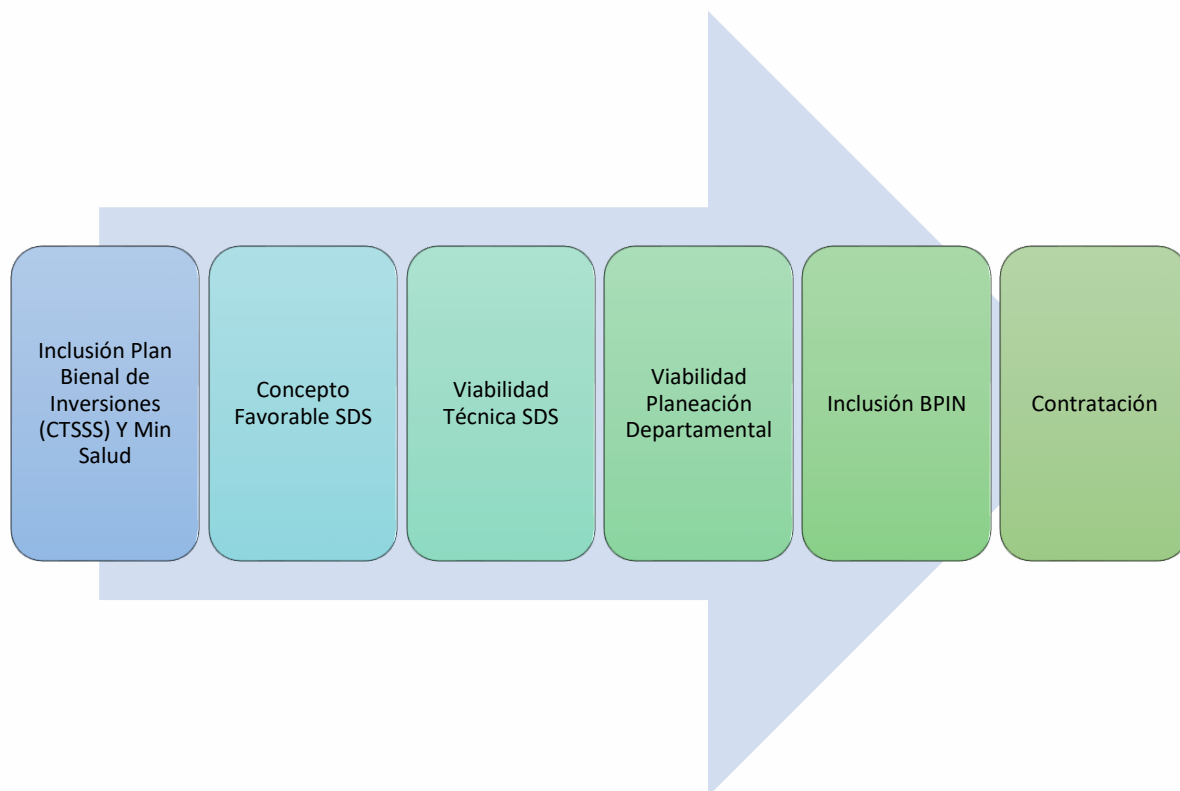 Inclusión Plan
Bienal de
Inversiones
(CTSSS) Y Min
Salud
Concepto
Favorable SDS
Viabilidad
Técnica SDS
Viabilidad
Planeación
Departamental
Inclusión BPIN
Contratación